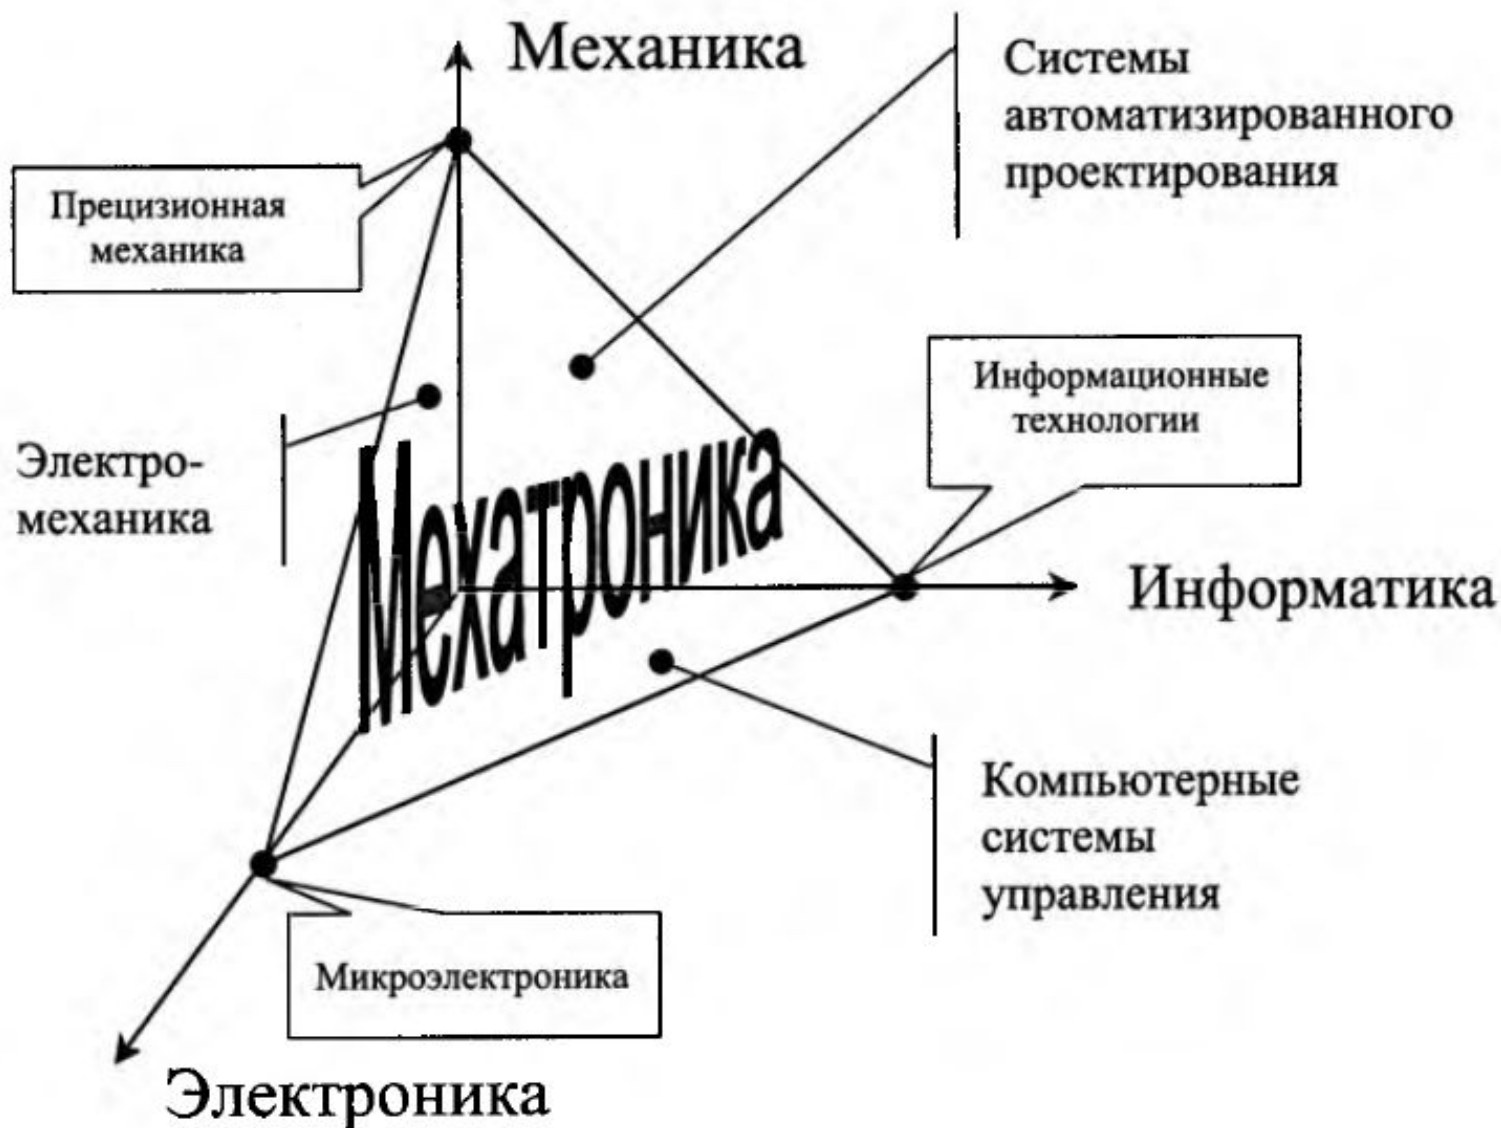 Механика
Системы
автоматизированного
проектирования
Прецизионная
механика
Информационные
технологии
Электро-
механика
Мехатроника
Информатика
Компьютерные
системы
управления
Микроэлектроника
Электроника